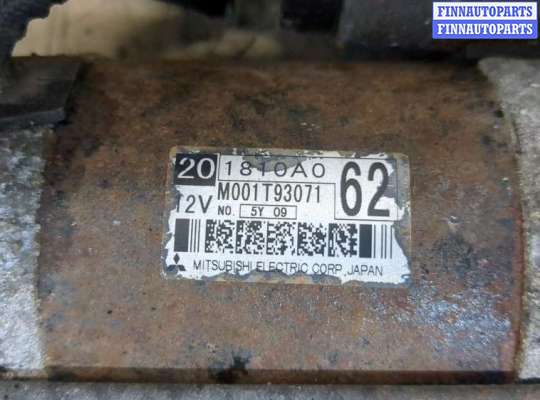 FINNAUTOPARTS
FINNAUTOPARTS
20 1810A0 62
M001T93071
12V NO. 5Y 09
MITSUBISHI ELECTRIC CORP. JAPAN